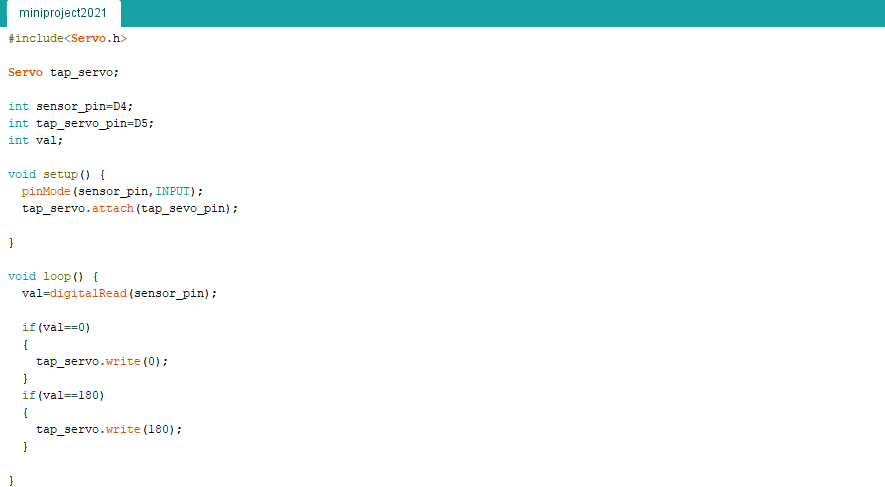 miniproject2021
#include<Servo.h>
Servo tap_servo;
int sensor_pin=D4;
int tap_servo_pin=D5;
int val;
void setup() {
pinMode(sensor_pin,INPUT);
tap_servo.attach(tap_sevo_pin);
}
void loop() {
val=digitalRead(sensor_pin);
if(val==0)
{
tap_servo.write(0);
}
if(val==180)
{
tap_servo.write(180);
}
}